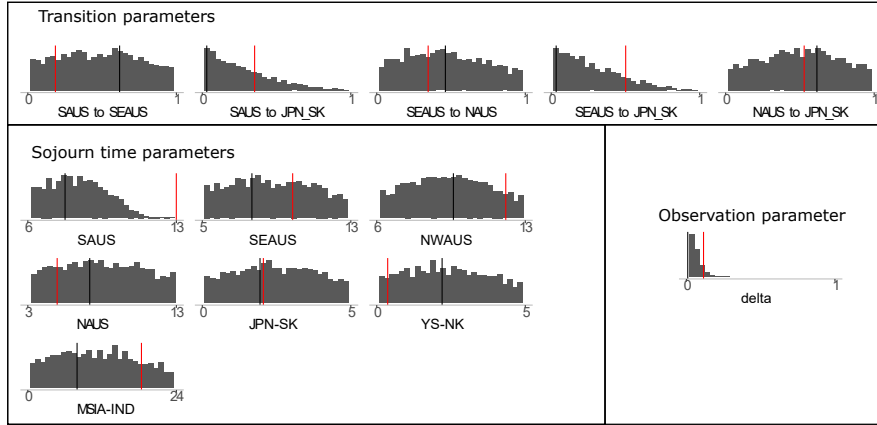 Transition parameters
0 1 0 1 0 1 0 1 0 1
SAUS to SEAUS SAUS to JPN_SK SEAUS to NAUS SEAUS to JPN_SK NAUS to JPN_SK
Sojourn time parameters
6 13 5 13 6 13
SAUS SEAUS NWAUS
Observation parameter
0 1
delta
3 13 0 5 0 5
NAUS JPN-SK YS-NK
0 24
MSIA-IND